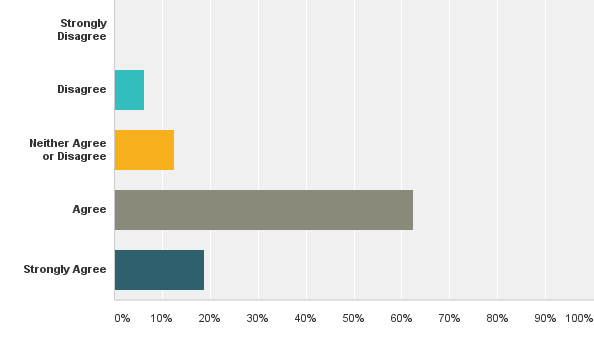 Strongly
Disagree
Disagree
Neither Agree
or Disagree
Agree
Strongly Agree
0% 10% 20% 30% 40% 50% 60% 70% 80% 90% 100%